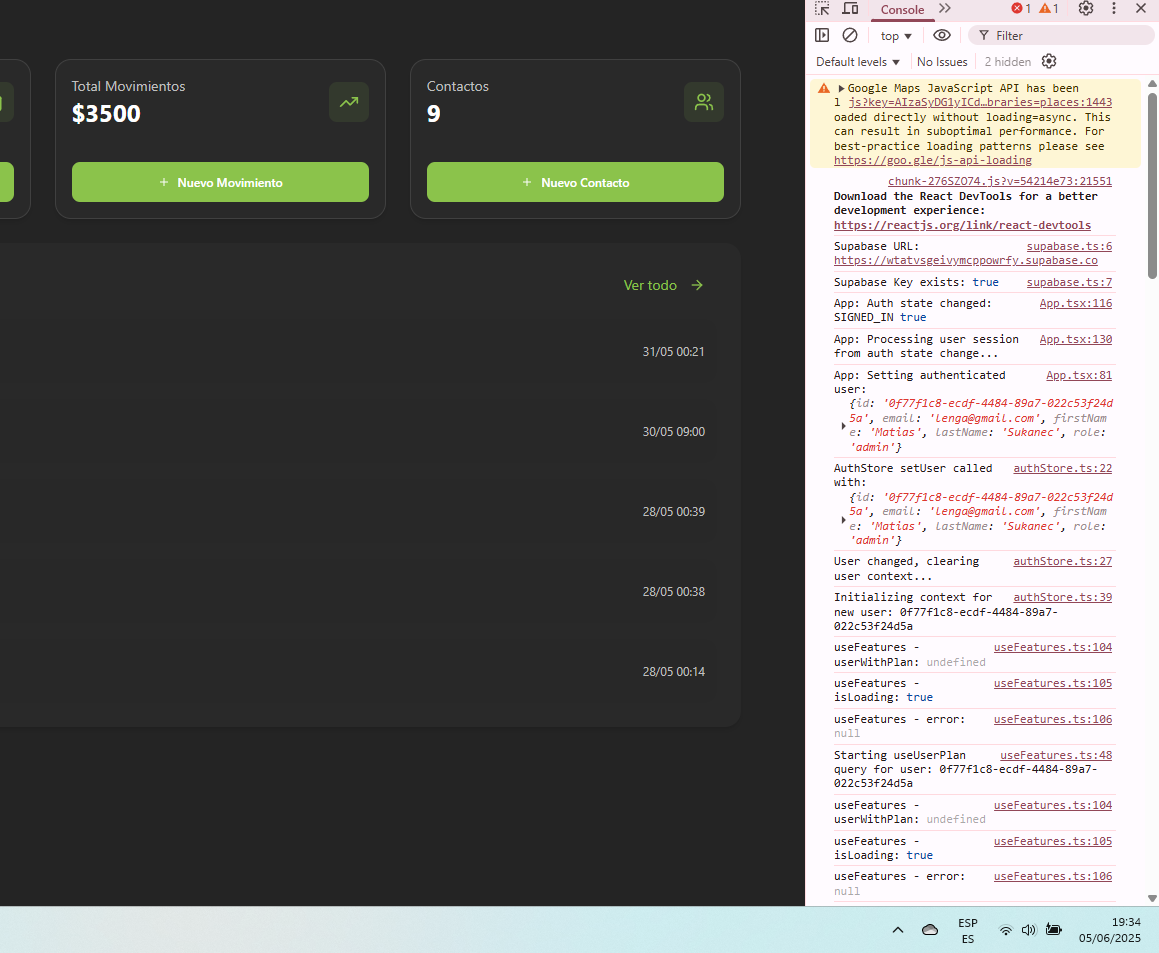 Total Movimientos
$3500
+ Nuevo Movimiento
Contactos
9
+ Nuevo Contacto
Ver todo →
31/05 00:21
30/05 09:00
28/05 00:39
28/05 00:38
28/05 00:14
Console
1
1
top ▼
Filter
Default levels ▼
No Issues
2 hidden
Google Maps JavaScript API has been
l js?key=AIzaSyDG1yICd…braries=places:1443
oaded directly without loading=async. This
can result in suboptimal performance. For
best-practice loading patterns please see
https://goo.gle/js-api-loading
chunk-276SZO74.js?v=54214e73:21551
Download the React DevTools for a better
development experience:
https://reactjs.org/link/react-devtools
Supabase URL: supabase.ts:6
https://wtatvsgeivymcppowrfy.supabase.co
Supabase Key exists: true supabase.ts:7
App: Auth state changed: App.tsx:116
SIGNED_IN true
App: Processing user session App.tsx:130
from auth state change...
App: Setting authenticated App.tsx:81
user:
{id: '0f77f1c8-ecdf-4484-89a7-022c53f24d
5a', email: 'lenga@gmail.com', firstNam
e: 'Matias', lastName: 'Sukanec', role:
'admin'}
AuthStore setUser called authStore.ts:22
with:
{id: '0f77f1c8-ecdf-4484-89a7-022c53f24d
5a', email: 'lenga@gmail.com', firstNam
e: 'Matias', lastName: 'Sukanec', role:
'admin'}
User changed, clearing authStore.ts:27
user context...
Initializing context for authStore.ts:39
new user: 0f77f1c8-ecdf-4484-89a7-
022c53f24d5a
useFeatures - useFeatures.ts:104
userWithPlan: undefined
useFeatures - useFeatures.ts:105
isLoading: true
useFeatures - error: useFeatures.ts:106
null
Starting useUserPlan useFeatures.ts:48
query for user: 0f77f1c8-ecdf-4484-89a7-
022c53f24d5a
useFeatures - useFeatures.ts:104
userWithPlan: undefined
useFeatures - useFeatures.ts:105
isLoading: true
useFeatures - error: useFeatures.ts:106
null
ESP
ES
19:34
05/06/2025